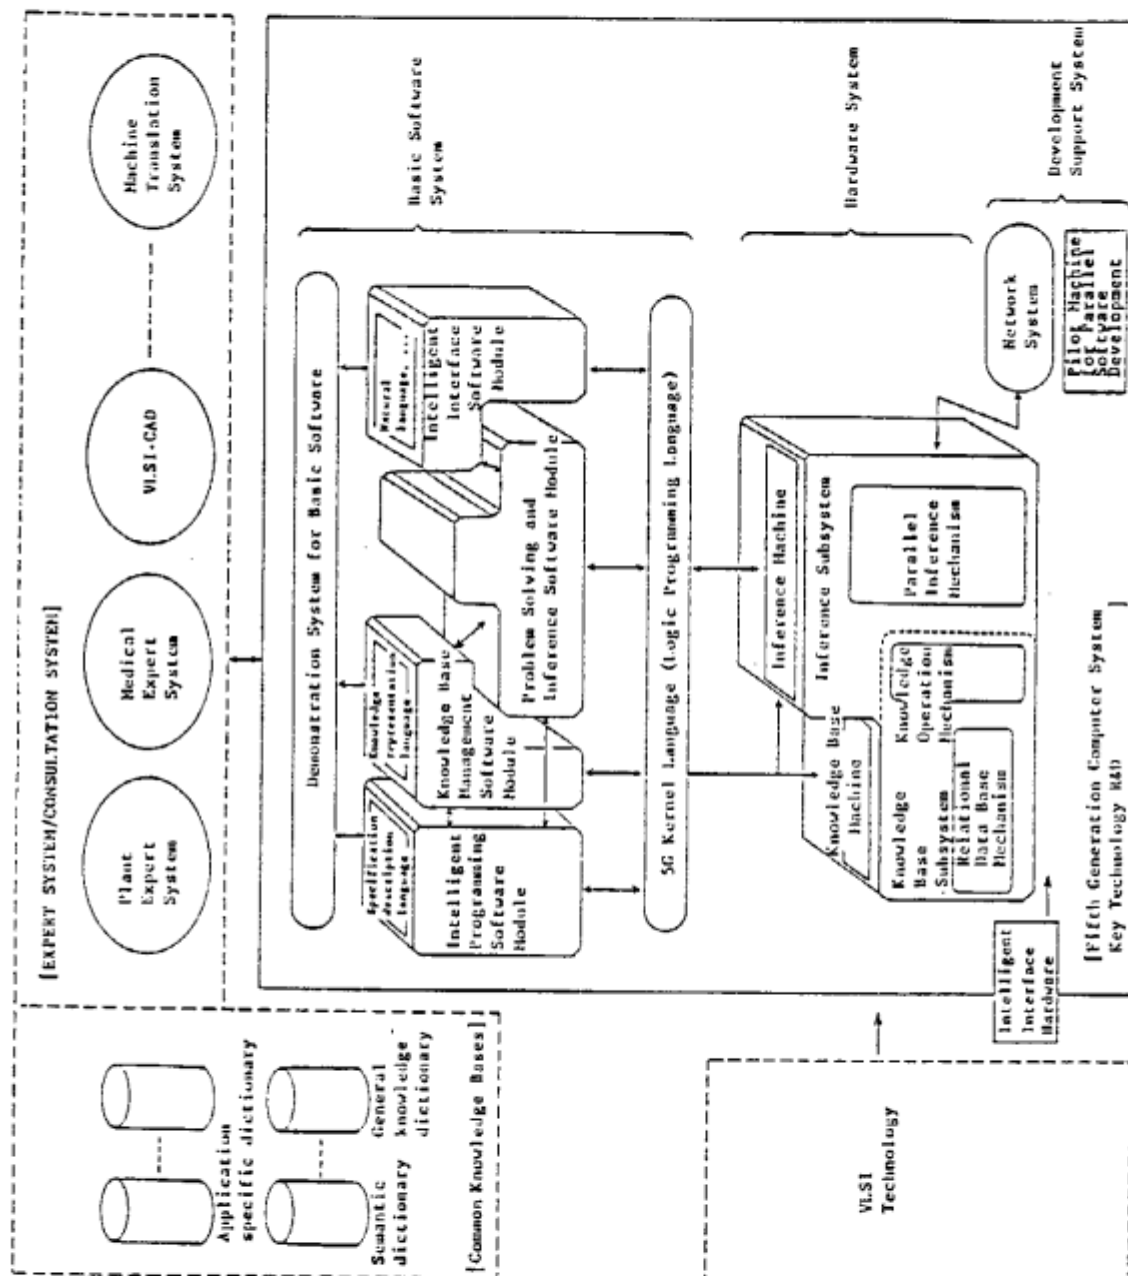 [EXPERT SYSTEM/CONSULTATION SYSTEM]
Plant
Expert
System
Medical
Expert
System
VLSI-CAD
Machine
Translation
System
Application
specific dictionary
Semantic
dictionary
General
knowledge
dictionary
[Common Knowledge Bases]
Demonstration System for Basic Software
Basic Software
System
Specification
description
language
Intelligent
Programming
Software
Module
Knowledge
representation
language
Knowledge Base
Management
Software
Module
Problem Solving and
Inference Software Module
Natural
language, ...
Intelligent
Interface
Software
Module
5G Kernel Language (Logic Programming Language)
Hardware System
Knowledge Base
Machine
Inference Machine
Knowledge
Base
Subsystem
Relational
Data Base
Mechanism
Knowledge
Operation
Mechanism
Inference Subsystem
Parallel
Inference
Mechanism
Development
Support System
Network
System
Pilot Machine
for Parallel
Software
Development
Intelligent
Interface
Hardware
VLSI
Technology
[Fifth Generation Computer System
Key Technology R&D ]